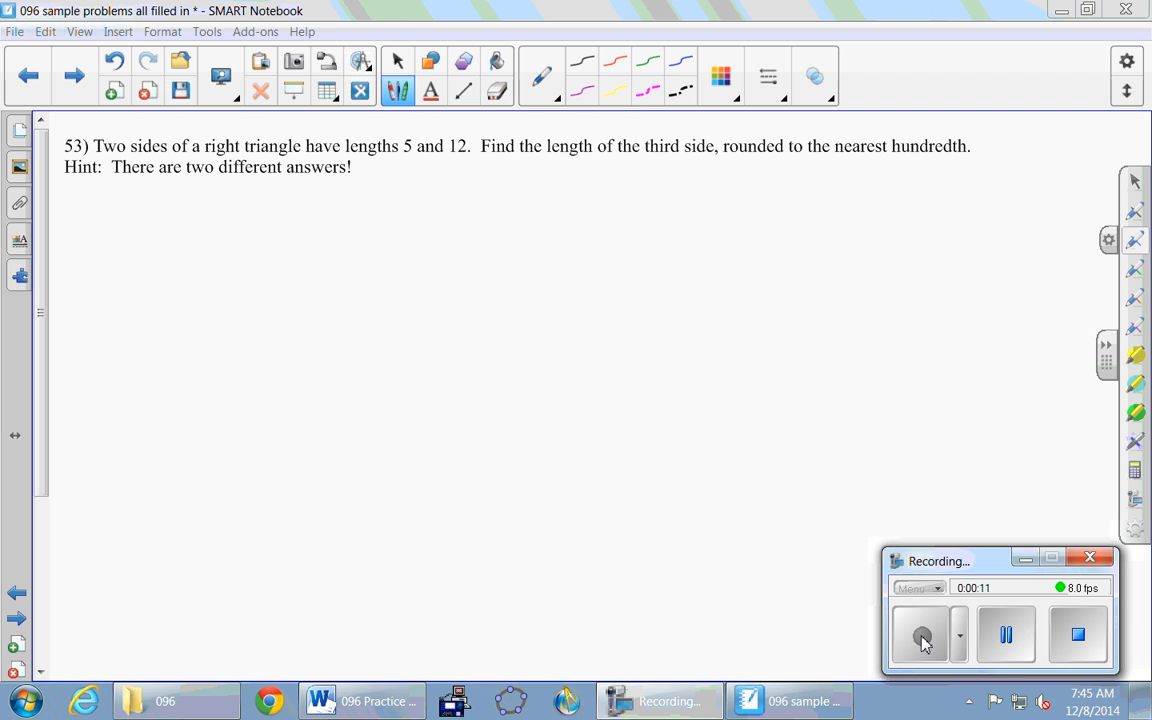 096 sample problems all filled in * - SMART Notebook
File Edit View Insert Format Tools Add-ons Help
53) Two sides of a right triangle have lengths 5 and 12. Find the length of the third side, rounded to the nearest hundredth.
Hint: There are two different answers!
Recording...
Menu 0:00:11 8.0 fps
096 096 Practice ... Recording... 096 sample ...
7:45 AM
12/8/2014